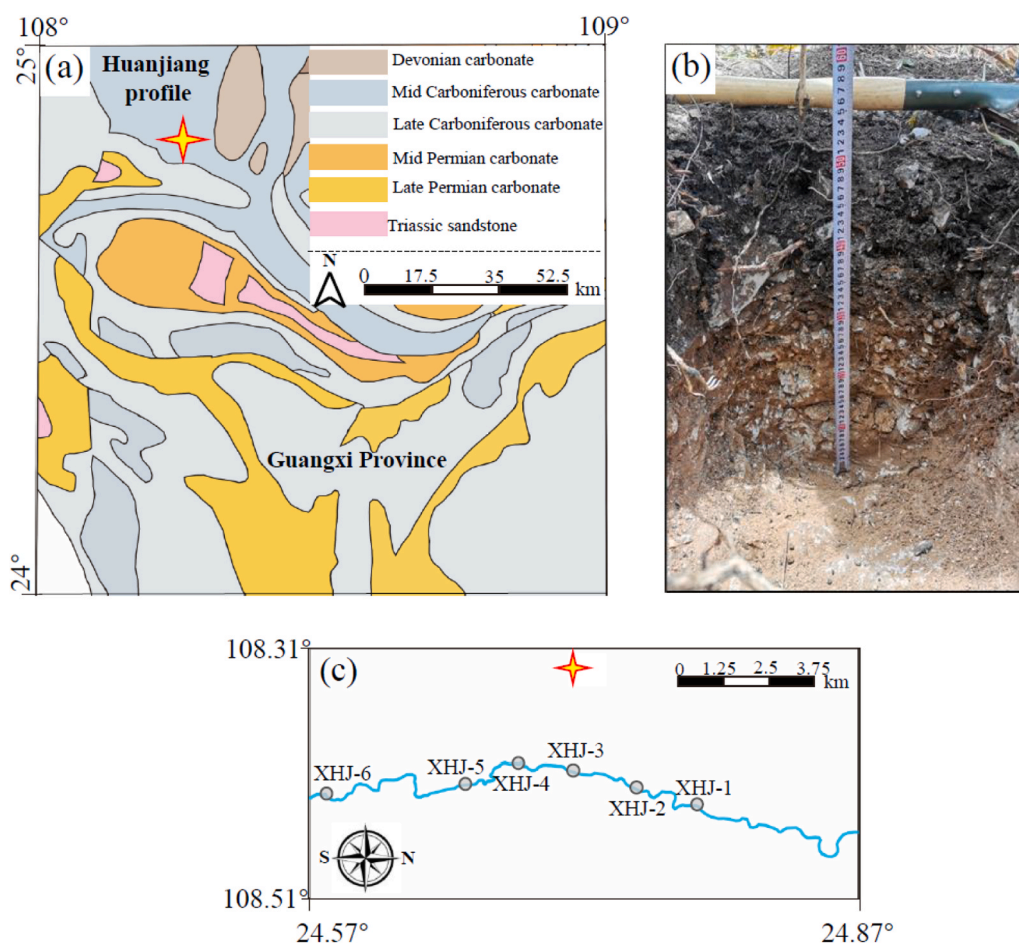 108°
109°
25°
(a)
Huanjiang
profile
Devonian carbonate
Mid Carboniferous carbonate
Late Carboniferous carbonate
Mid Permian carbonate
Late Permian carbonate
Triassic sandstone
N
0 17.5 35 52.5
km
Guangxi Province
24°
(b)
108.31°
(c)
0 1.25 2.5 3.75
km
XHJ-6
XHJ-5
XHJ-4
XHJ-3
XHJ-2
XHJ-1
S N
108.51°
24.57°
24.87°